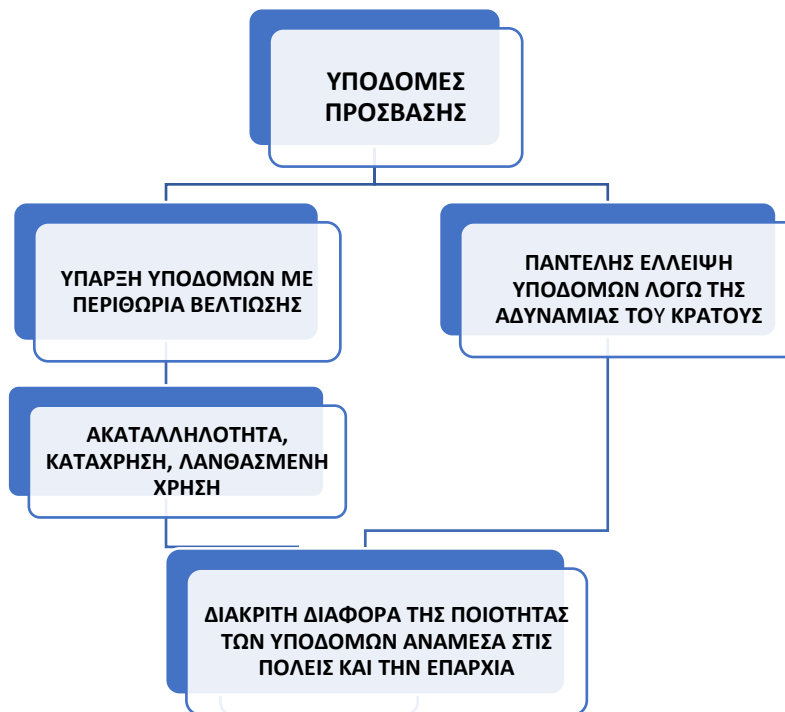 ΥΠΟΔΟΜΕΣ
ΠΡΟΣΒΑΣΗΣ
ΥΠΑΡΞΗ ΥΠΟΔΟΜΩΝ ΜΕ
ΠΕΡΙΘΩΡΙΑ ΒΕΛΤΙΩΣΗΣ
ΠΑΝΤΕΛΗΣ ΕΛΛΕΙΨΗ
ΥΠΟΔΟΜΩΝ ΛΟΓΩ ΤΗΣ
ΑΔΥΝΑΜΙΑΣ ΤΟΥ ΚΡΑΤΟΥΣ
ΑΚΑΤΑΛΛΗΛΟΤΗΤΑ,
ΚΑΤΑΧΡΗΣΗ, ΛΑΝΘΑΣΜΕΝΗ
ΧΡΗΣΗ
ΔΙΑΚΡΙΤΗ ΔΙΑΦΟΡΑ ΤΗΣ ΠΟΙΟΤΗΤΑΣ
ΤΩΝ ΥΠΟΔΟΜΩΝ ΑΝΑΜΕΣΑ ΣΤΙΣ
ΠΟΛΕΙΣ ΚΑΙ ΤΗΝ ΕΠΑΡΧΙΑ